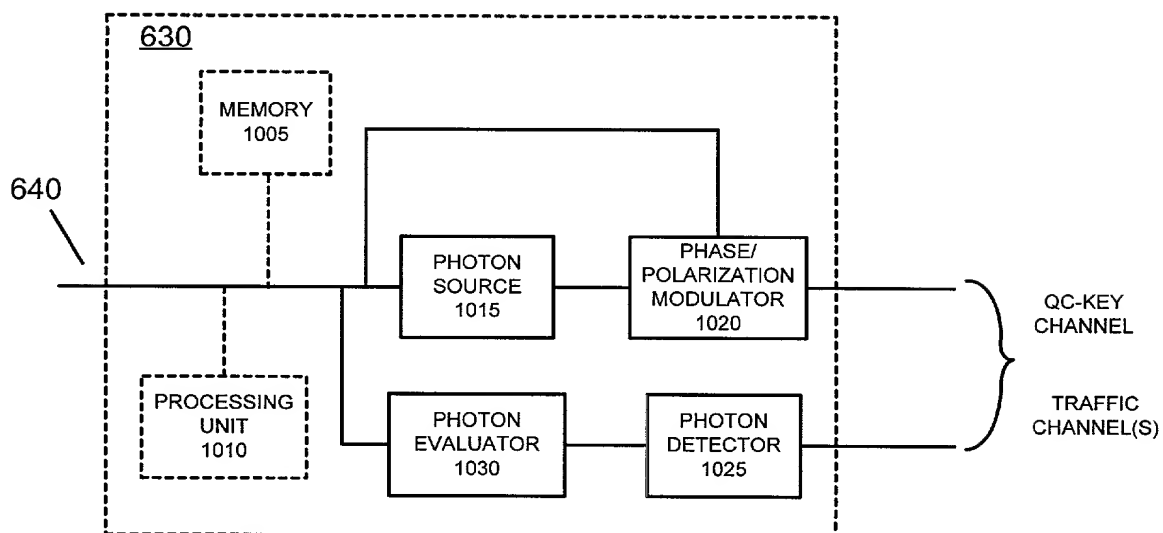 630
MEMORY
1005
640
PHOTON
SOURCE
1015
PHASE/
POLARIZATION
MODULATOR
1020
QC-KEY
CHANNEL
PROCESSING
UNIT
1010
PHOTON
EVALUATOR
1030
PHOTON
DETECTOR
1025
TRAFFIC
CHANNEL(S)